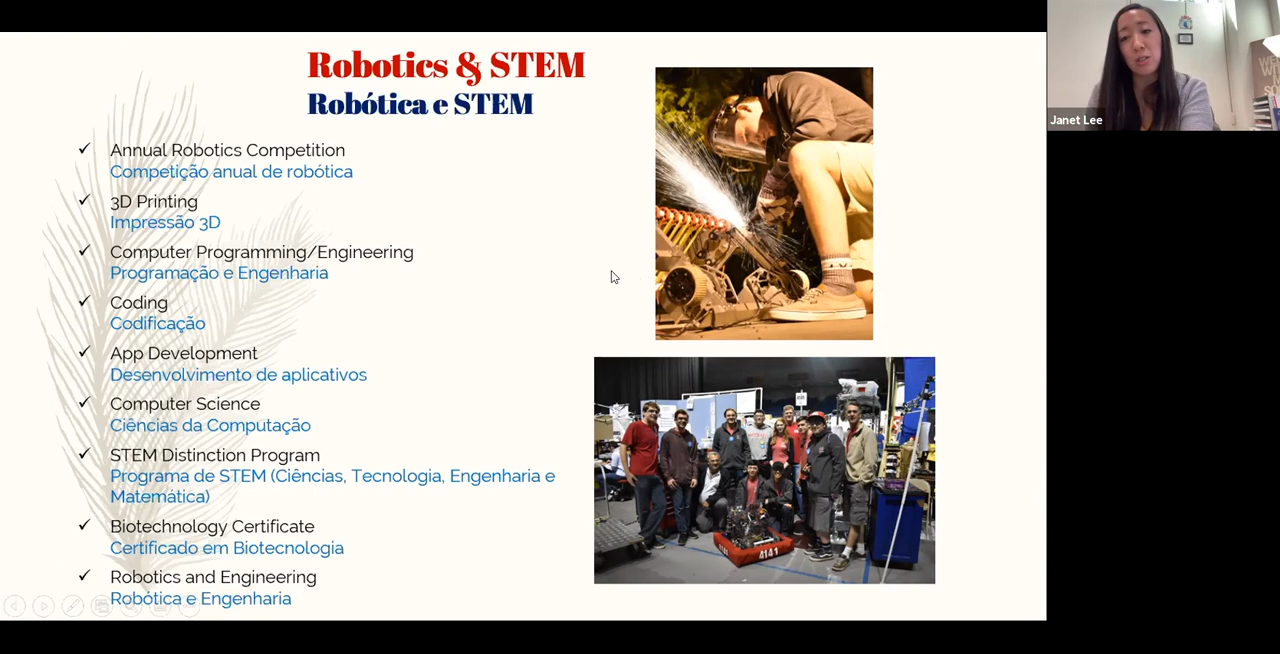 Robotics & STEM
Robótica e STEM
Annual Robotics Competition
Competição anual de robótica
3D Printing
Impressão 3D
Computer Programming/Engineering
Programação e Engenharia
Coding
Codificação
App Development
Desenvolvimento de aplicativos
Computer Science
Ciências da Computação
STEM Distinction Program
Programa de STEM (Ciências, Tecnologia, Engenharia e
Matemática)
Biotechnology Certificate
Certificado em Biotecnologia
Robotics and Engineering
Robótica e Engenharia
4141
Janet Lee